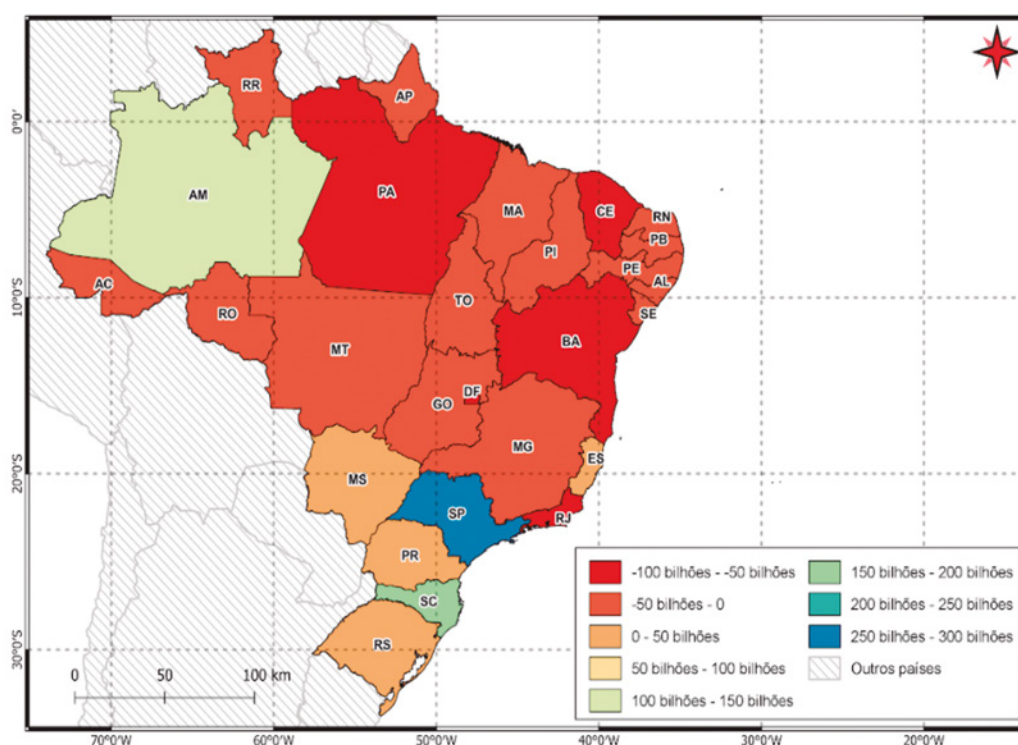 RR
AP
0°0'
AM
PA
MA
CE
RN
PB
PI
PE
AL
AC
TO
SE
10°0'S
RO
BA
MT
DF
GO
MG
ES
20°0'S
MS
SP
RJ
PR
SC
RS
30°0'S
0 50 100 km
-100 bilhões - -50 bilhões
-50 bilhões - 0
0 - 50 bilhões
50 bilhões - 100 bilhões
100 bilhões - 150 bilhões
150 bilhões - 200 bilhões
200 bilhões - 250 bilhões
250 bilhões - 300 bilhões
Outros países
70°0'W 60°0'W 50°0'W 40°0'W 30°0'W 20°0'W